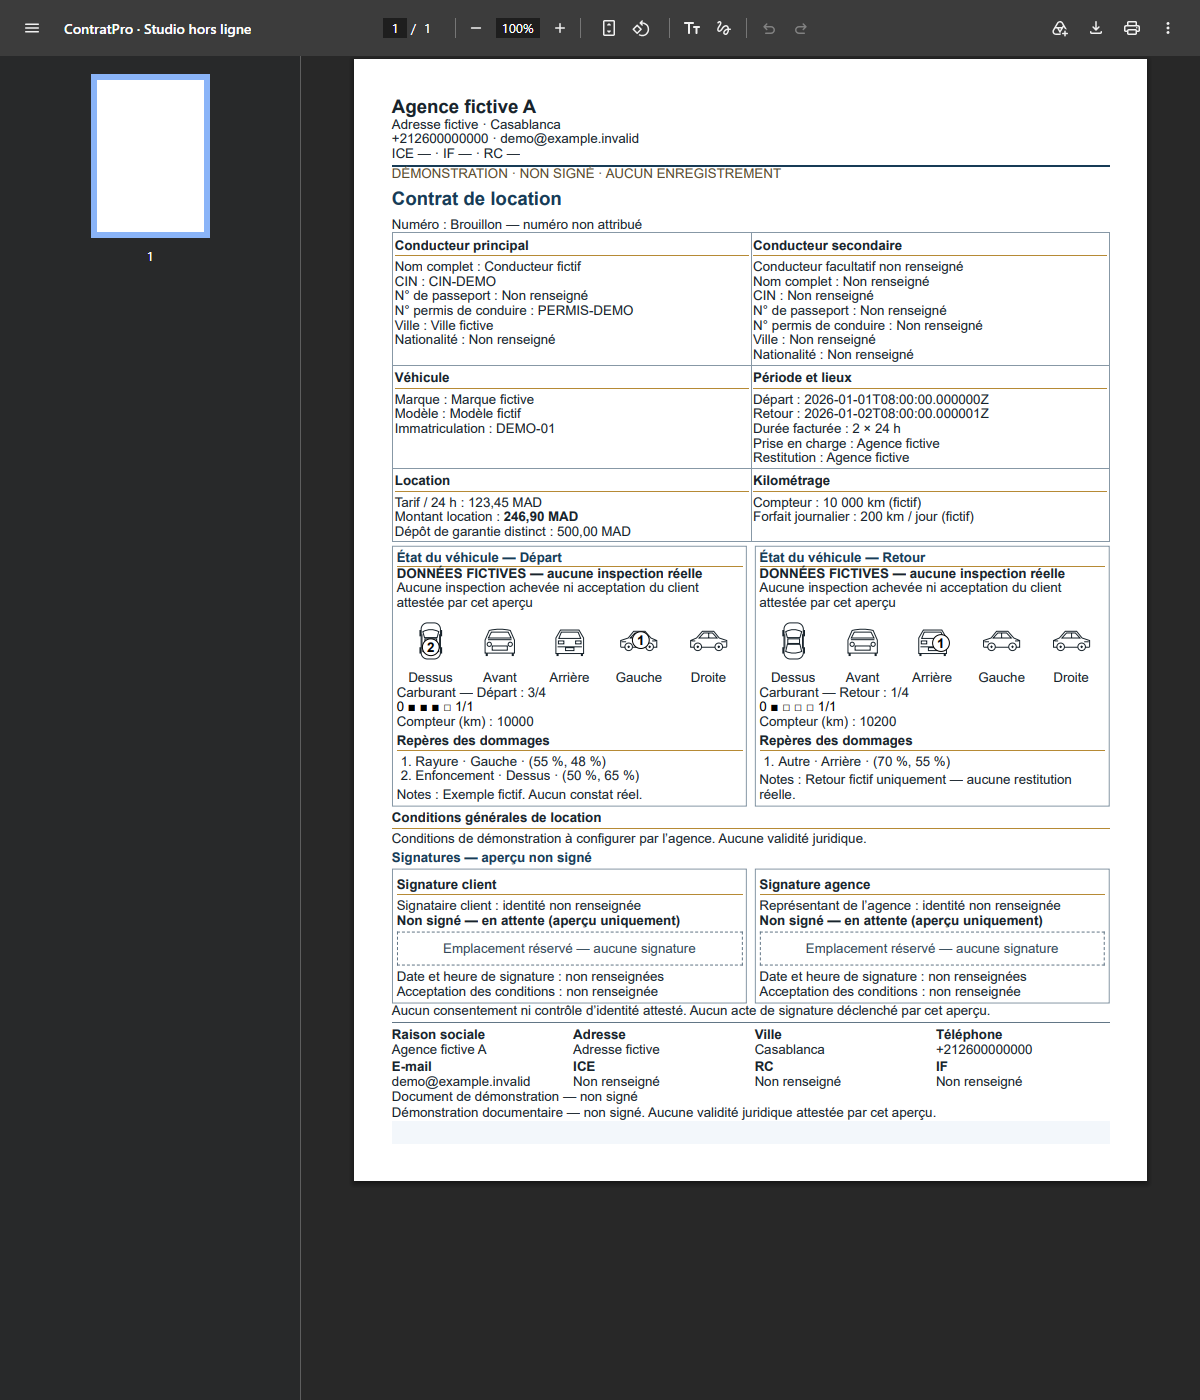 ContratPro · Studio hors ligne
1 / 1
100%
1
Agence fictive A
Adresse fictive · Casablanca
+212600000000 · demo@example.invalid
ICE — · IF — · RC —
DÉMONSTRATION · NON SIGNÉ · AUCUN ENREGISTREMENT
Contrat de location
Numéro : Brouillon — numéro non attribué
Conducteur principal
Nom complet : Conducteur fictif
CIN : CIN-DEMO
N° de passeport : Non renseigné
N° permis de conduire : PERMIS-DEMO
Ville : Ville fictive
Nationalité : Non renseigné
Conducteur secondaire
Conducteur facultatif non renseigné
Nom complet : Non renseigné
CIN : Non renseigné
N° de passeport : Non renseigné
N° permis de conduire : Non renseigné
Ville : Non renseigné
Nationalité : Non renseigné
Véhicule
Marque : Marque fictive
Modèle : Modèle fictif
Immatriculation : DEMO-01
Période et lieux
Départ : 2026-01-01T08:00:00.000000Z
Retour : 2026-01-02T08:00:00.000001Z
Durée facturée : 2 × 24 h
Prise en charge : Agence fictive
Restitution : Agence fictive
Location
Tarif / 24 h : 123,45 MAD
Montant location : 246,90 MAD
Dépôt de garantie distinct : 500,00 MAD
Kilométrage
Compteur : 10 000 km (fictif)
Forfait journalier : 200 km / jour (fictif)
État du véhicule — Départ
DONNÉES FICTIVES — aucune inspection réelle
Aucune inspection achevée ni acceptation du client
attestée par cet aperçu
2
1
Dessus Avant Arrière Gauche Droite
Carburant — Départ : 3/4
0 ■ ■ ■ □ 1/1
Compteur (km) : 10000
Repères des dommages
1. Rayure · Gauche · (55 %, 48 %)
2. Enfoncement · Dessus · (50 %, 65 %)
Notes : Exemple fictif. Aucun constat réel.
État du véhicule — Retour
DONNÉES FICTIVES — aucune inspection réelle
Aucune inspection achevée ni acceptation du client
attestée par cet aperçu
1
Dessus Avant Arrière Gauche Droite
Carburant — Retour : 1/4
0 ■ □ □ □ 1/1
Compteur (km) : 10200
Repères des dommages
1. Autre · Arrière · (70 %, 55 %)
Notes : Retour fictif uniquement — aucune restitution
réelle.
Conditions générales de location
Conditions de démonstration à configurer par l'agence. Aucune validité juridique.
Signatures — aperçu non signé
Signature client
Signataire client : identité non renseignée
Non signé — en attente (aperçu uniquement)
Emplacement réservé — aucune signature
Date et heure de signature : non renseignées
Acceptation des conditions : non renseignée
Signature agence
Représentant de l'agence : identité non renseignée
Non signé — en attente (aperçu uniquement)
Emplacement réservé — aucune signature
Date et heure de signature : non renseignées
Acceptation des conditions : non renseignée
Aucun consentement ni contrôle d'identité attesté. Aucun acte de signature déclenché par cet aperçu.
Raison sociale Adresse Ville Téléphone
Agence fictive A Adresse fictive Casablanca +212600000000
E-mail ICE RC IF
demo@example.invalid Non renseigné Non renseigné Non renseigné
Document de démonstration — non signé
Démonstration documentaire — non signé. Aucune validité juridique attestée par cet aperçu.